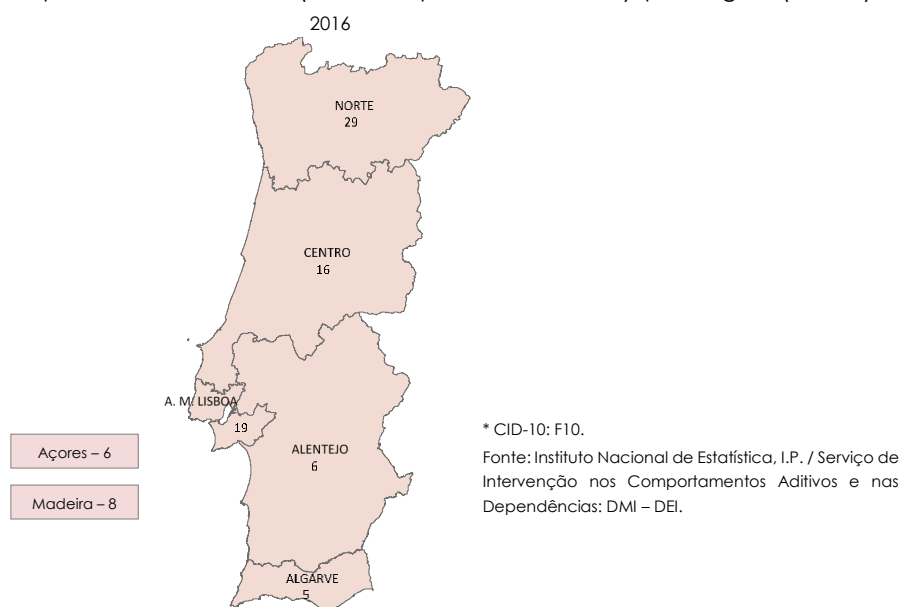 2016
NORTE
29
CENTRO
16
A. M. LISBOA
19
ALENTEJO
6
ALGARVE
5
Açores – 6
Madeira – 8
* CID-10: F10.
Fonte: Instituto Nacional de Estatística, I.P. / Serviço de
Intervenção nos Comportamentos Aditivos e nas
Dependências: DMI – DEI.